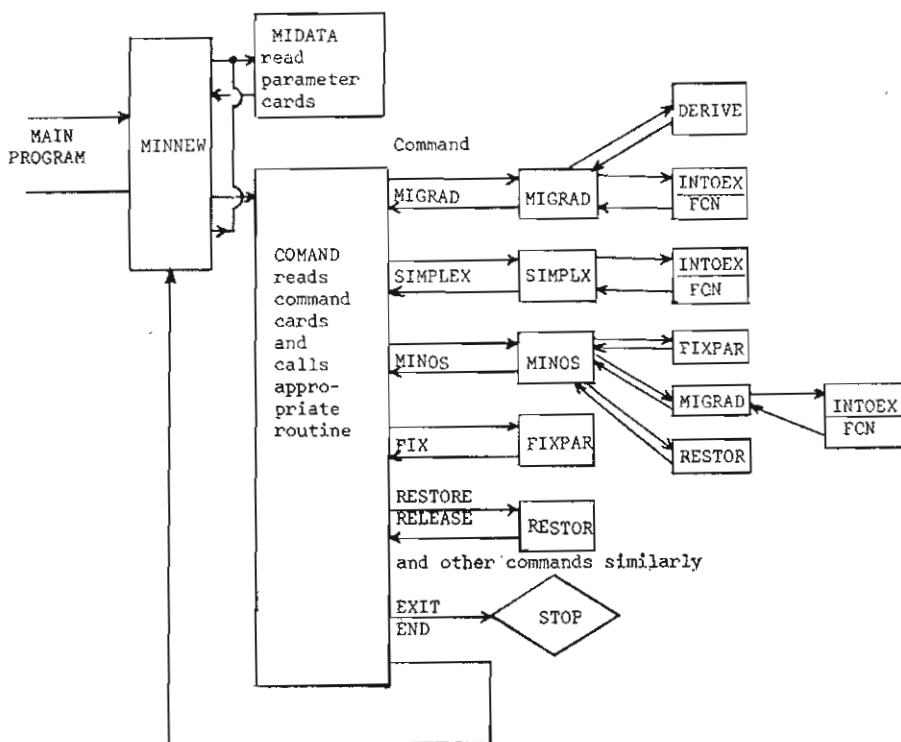 MIDATA
read
parameter
cards
MAIN
PROGRAM
MINNEW
Command
DERIVE
MIGRAD
MIGRAD
INTOEX
FCN
COMAND
reads
command
cards
and
calls
appro-
priate
routine
SIMPLEX
SIMPLX
INTOEX
FCN
MINOS
MINOS
FIXPAR
MIGRAD
INTOEX
FCN
RESTOR
FIX
FIXPAR
RESTORE
RELEASE
RESTOR
and other commands similarly
EXIT
END
STOP